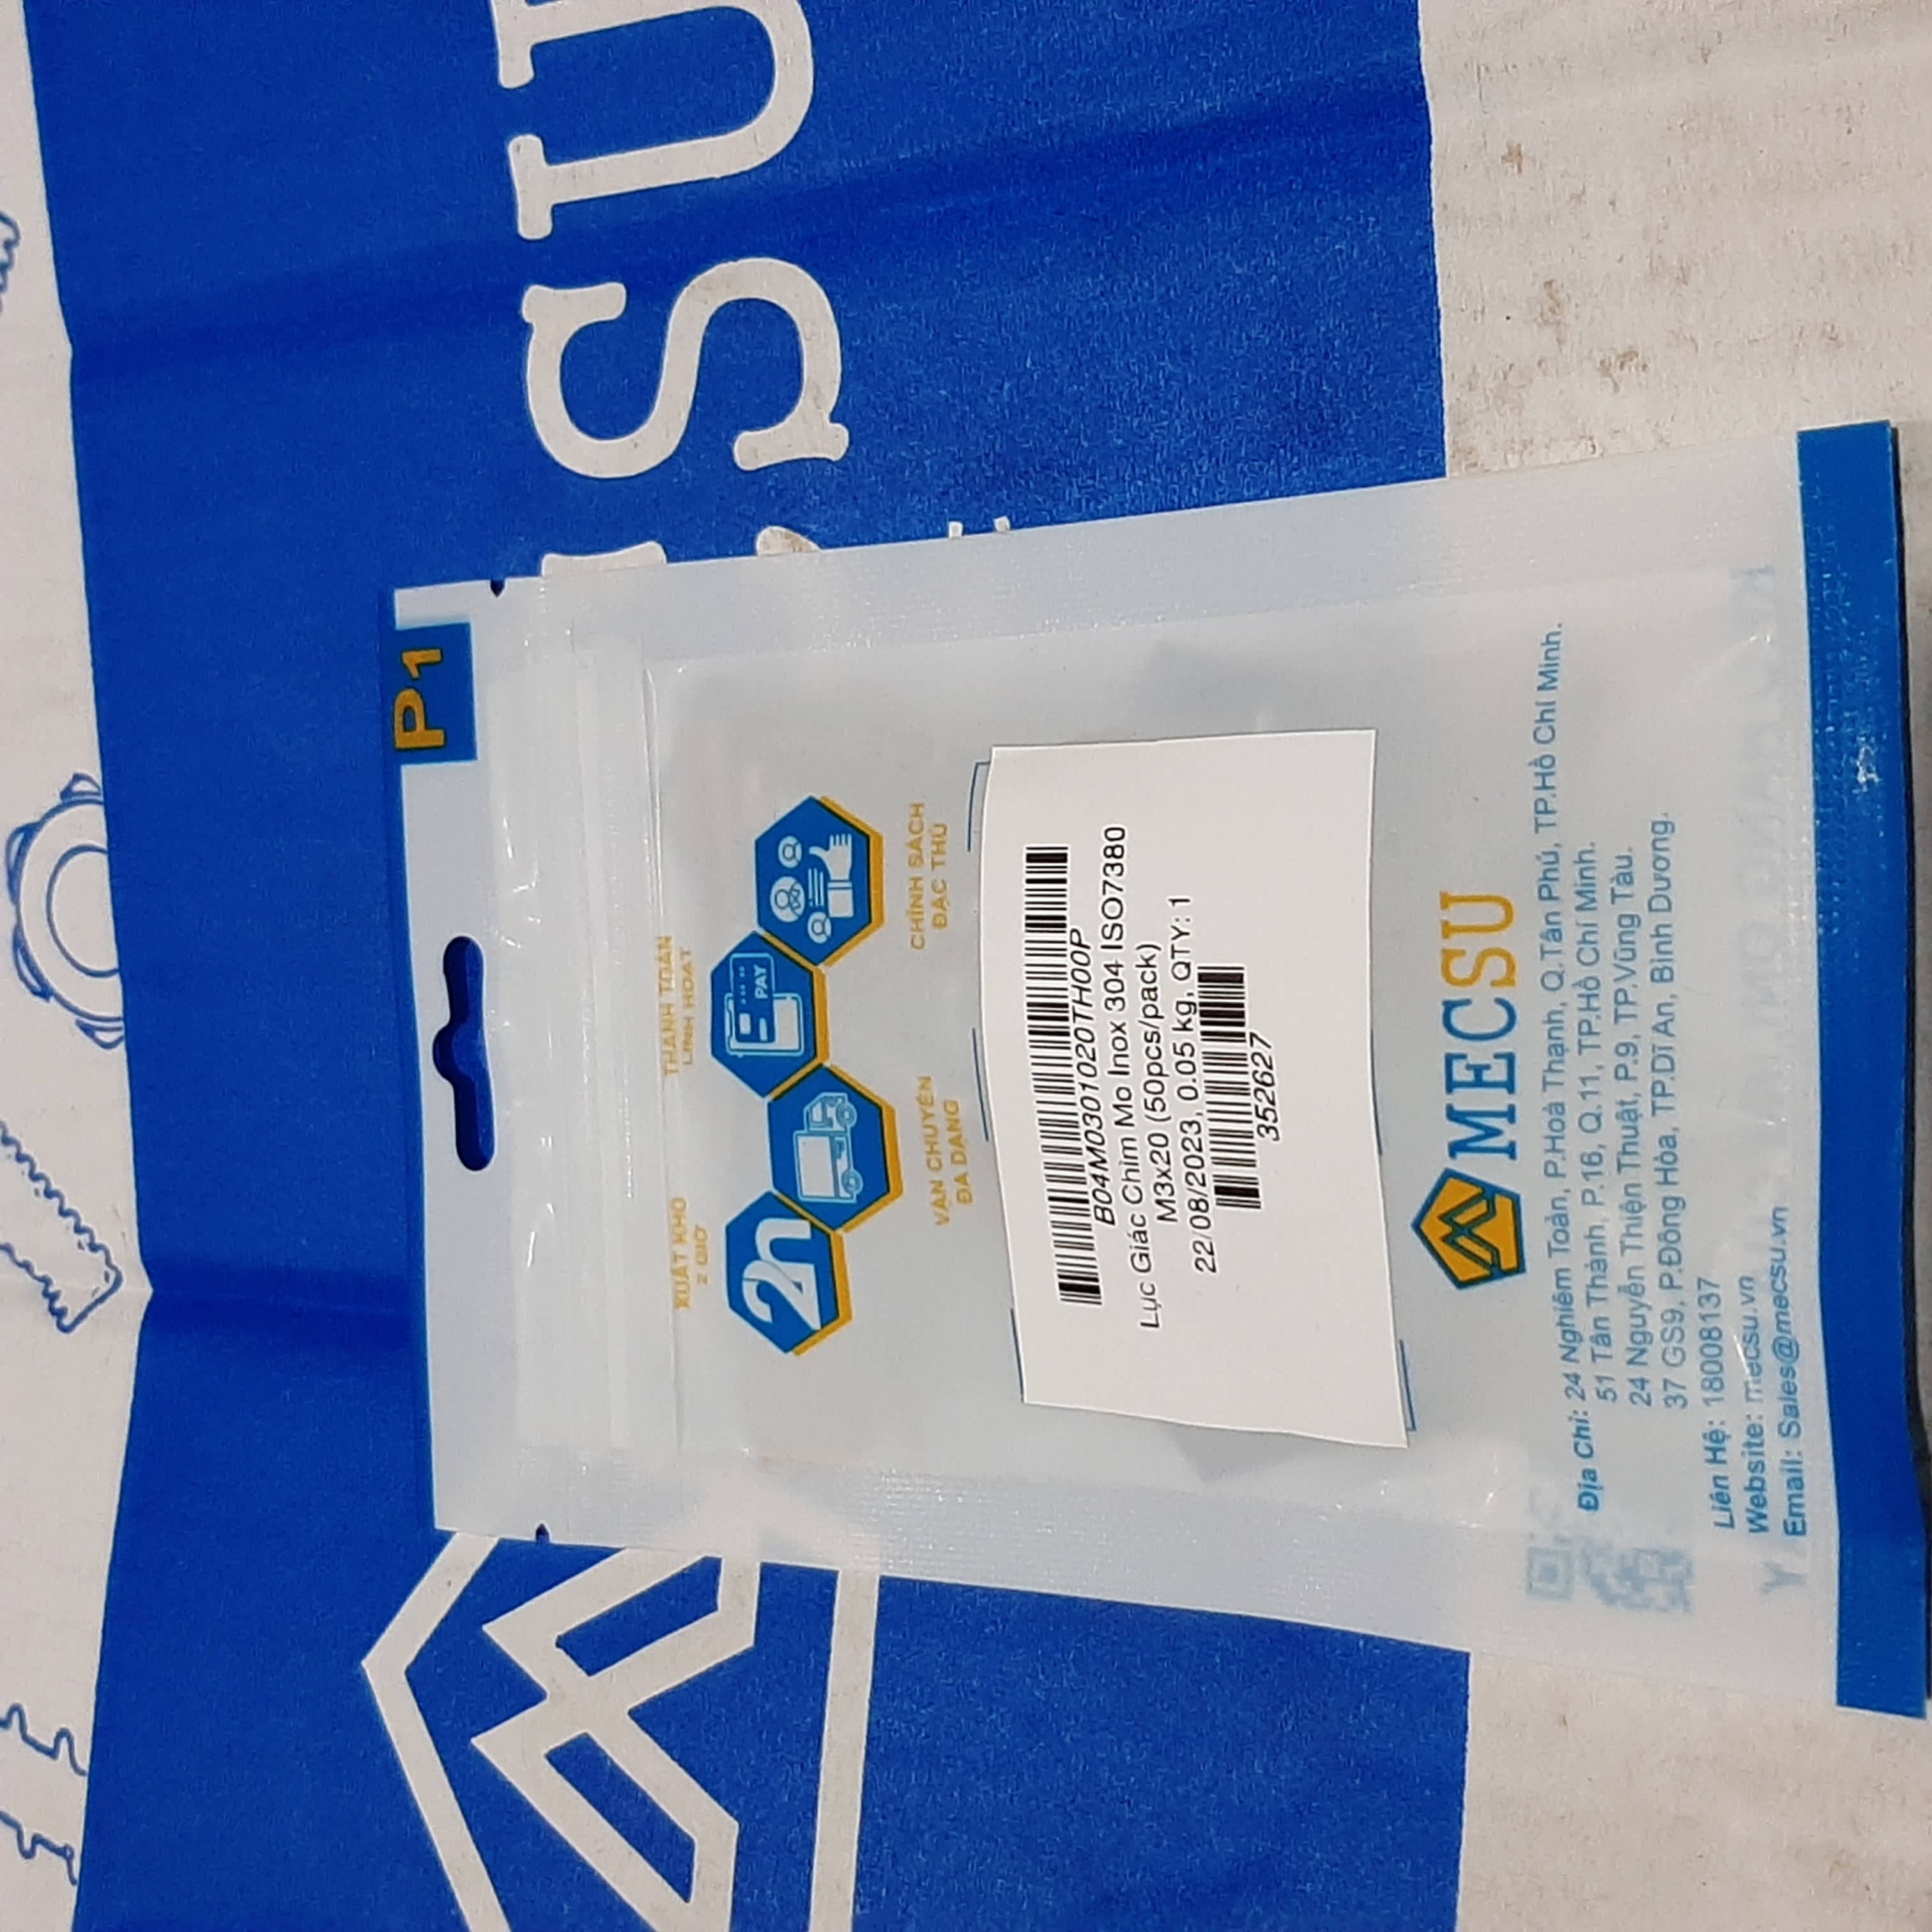 SU
P1
XUẤT KHO
2 GIỜ
THANH TOÁN
LINH HOẠT
2h
PAY
VẬN CHUYỂN
ĐA DẠNG
CHÍNH SÁCH
ĐẶC THÙ
B04M0301020TH00P
Lục Giác Chìm Mo Inox 304 ISO7380
M3x20 (50pcs/pack)
22/08/2023, 0.05 kg, QTY: 1
352627
MECSU
Địa Chỉ: 24 Nghiêm Toản, P.Hoà Thạnh, Q.Tân Phú, TP.Hồ Chí Minh.
51 Tân Thành, P.16, Q.11, TP.Hồ Chí Minh.
24 Nguyễn Thiện Thuật, P.9, TP.Vũng Tàu.
37 GS9, P.Đông Hòa, TP.Dĩ An, Bình Dương.
Liên Hệ: 18008137
Website: mecsu.vn
Email: Sales@mecsu.vn